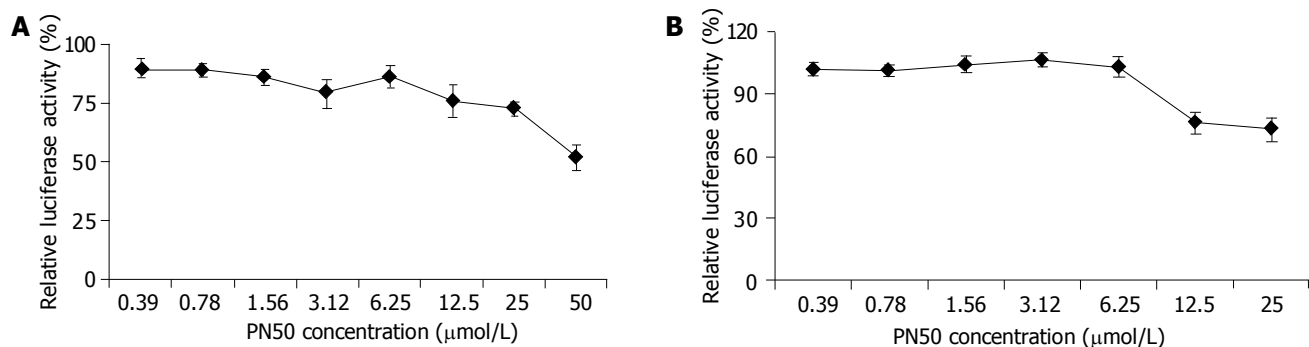 A
Relative luciferase activity (%)
100
75
50
25
0
0.39 0.78 1.56 3.12 6.25 12.5 25 50
PN50 concentration (μmol/L)
B
Relative luciferase activity (%)
120
90
60
30
0
0.39 0.78 1.56 3.12 6.25 12.5 25
PN50 concentration (μmol/L)